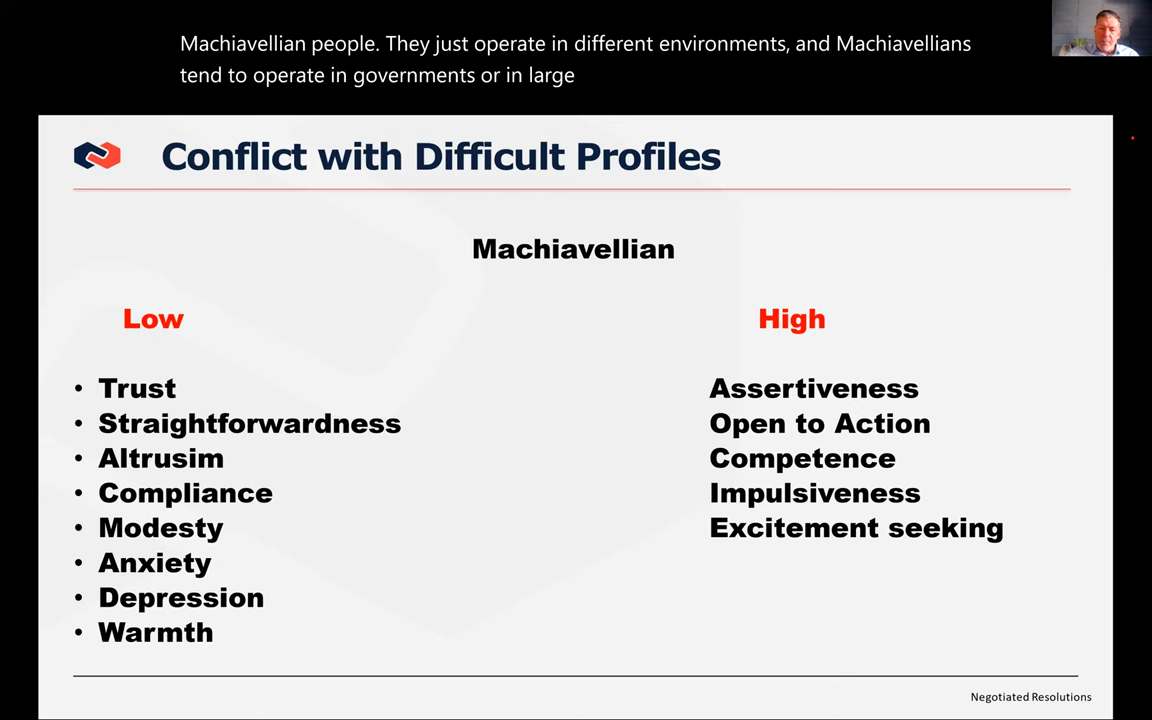 Machiavellian people. They just operate in different environments, and Machiavellians
tend to operate in governments or in large
Conflict with Difficult Profiles
Machiavellian
Low
• Trust
• Straightforwardness
• Altrusim
• Compliance
• Modesty
• Anxiety
• Depression
• Warmth
High
Assertiveness
Open to Action
Competence
Impulsiveness
Excitement seeking
Negotiated Resolutions